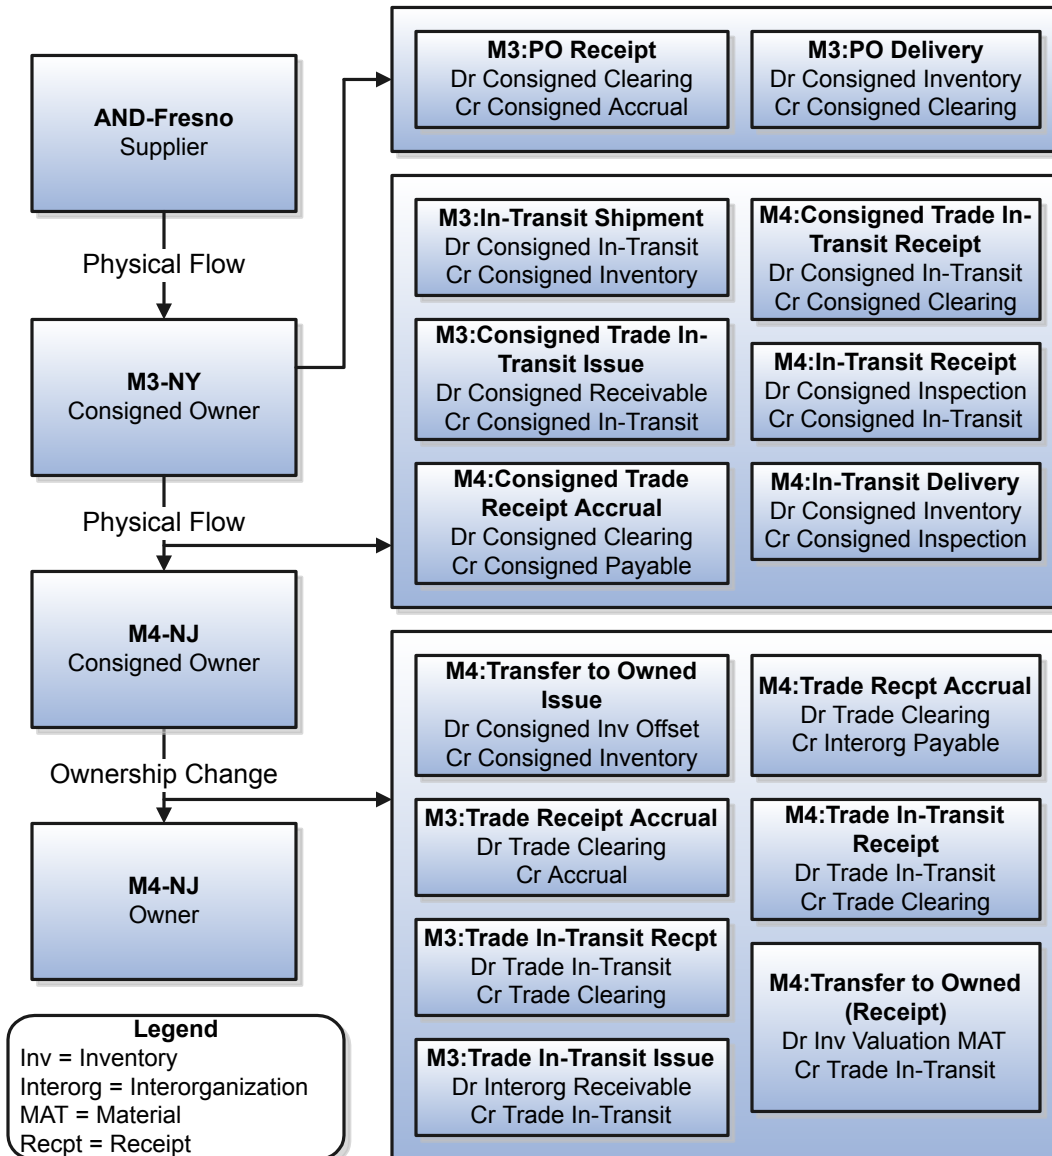 AND-Fresno
Supplier
Physical Flow
M3-NY
Consigned Owner
Physical Flow
M4-NJ
Consigned Owner
Ownership Change
M4-NJ
Owner
M3:PO Receipt
Dr Consigned Clearing
Cr Consigned Accrual
M3:PO Delivery
Dr Consigned Inventory
Cr Consigned Clearing
M3:In-Transit Shipment
Dr Consigned In-Transit
Cr Consigned Inventory
M3:Consigned Trade In-
Transit Issue
Dr Consigned Receivable
Cr Consigned In-Transit
M4:Consigned Trade
Receipt Accrual
Dr Consigned Clearing
Cr Consigned Payable
M4:Consigned Trade In-
Transit Receipt
Dr Consigned In-Transit
Cr Consigned Clearing
M4:In-Transit Receipt
Dr Consigned Inspection
Cr Consigned In-Transit
M4:In-Transit Delivery
Dr Consigned Inventory
Cr Consigned Inspection
M4:Transfer to Owned
Issue
Dr Consigned Inv Offset
Cr Consigned Inventory
M3:Trade Receipt Accrual
Dr Trade Clearing
Cr Accrual
M3:Trade In-Transit Recpt
Dr Trade In-Transit
Cr Trade Clearing
M3:Trade In-Transit Issue
Dr Interorg Receivable
Cr Trade In-Transit
M4:Trade Recpt Accrual
Dr Trade Clearing
Cr Interorg Payable
M4:Trade In-Transit
Receipt
Dr Trade In-Transit
Cr Trade Clearing
M4:Transfer to Owned
(Receipt)
Dr Inv Valuation MAT
Cr Trade In-Transit
Legend
Inv = Inventory
Interorg = Interorganization
MAT = Material
Recpt = Receipt